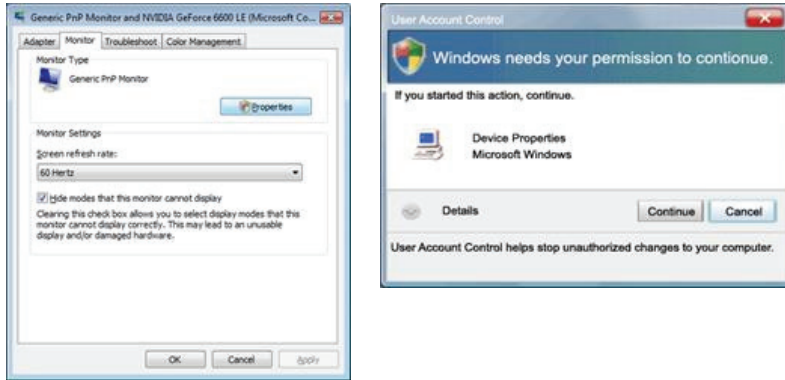 Generic PnP Monitor and NVIDIA GeForce 6600 LE (Microsoft Co...
Adapter Monitor Troubleshoot Color Management
Monitor Type
Generic PnP Monitor
Properties
Monitor Settings
Screen refresh rate:
60 Hertz
Hide modes that this monitor cannot display
Clearing this check box allows you to select display modes that this
monitor cannot display correctly. This may lead to an unusable
display and/or damaged hardware.
OK Cancel Apply
User Account Control
Windows needs your permission to contionue.
If you started this action, continue.
Device Properties
Microsoft Windows
Details Continue Cancel
User Account Control helps stop unauthorized changes to your computer.